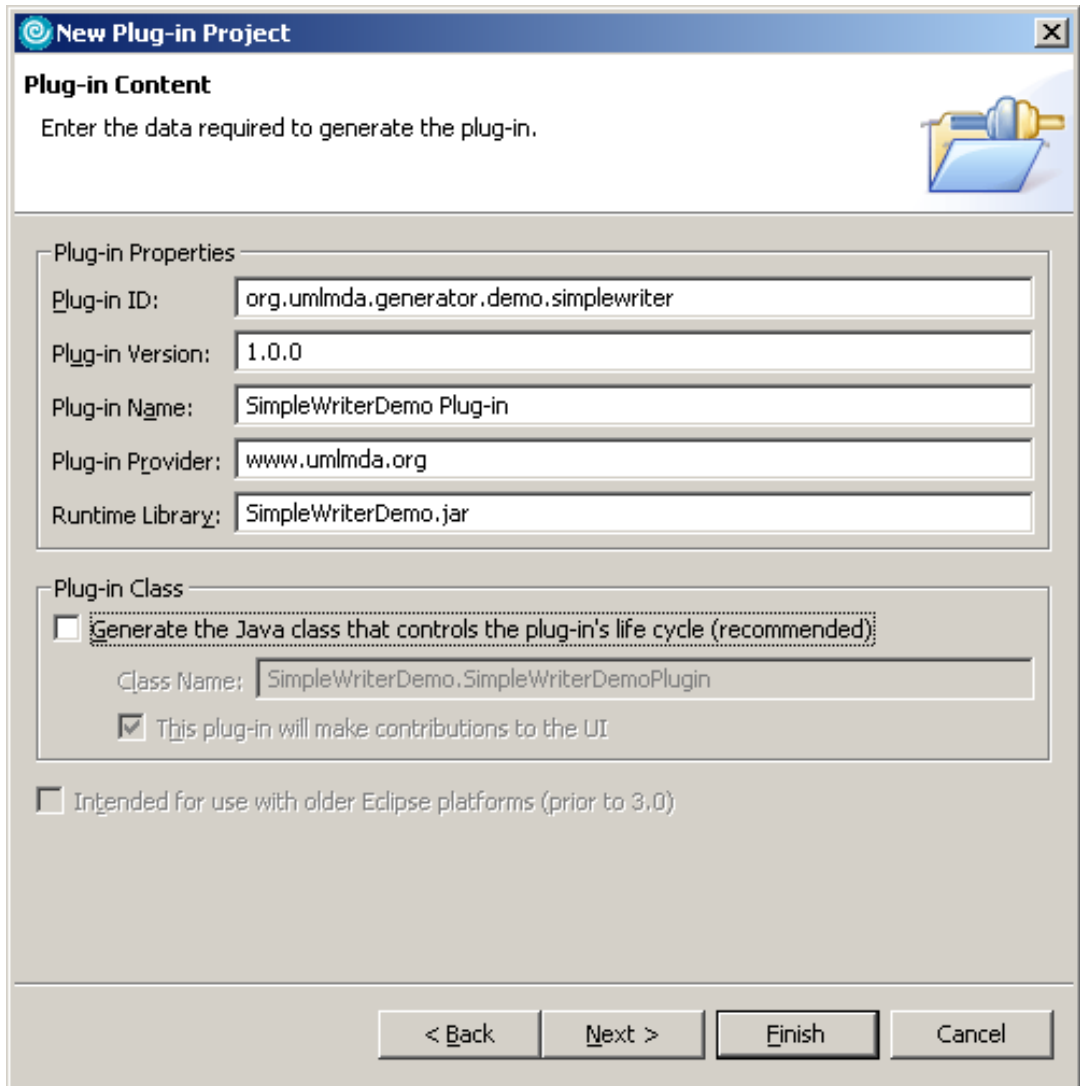 New Plug-in Project
Plug-in Content
Enter the data required to generate the plug-in.
Plug-in Properties
Plug-in ID: org.umlmda.generator.demo.simplewriter
Plug-in Version: 1.0.0
Plug-in Name: SimpleWriterDemo Plug-in
Plug-in Provider: www.umlmda.org
Runtime Library: SimpleWriterDemo.jar
Plug-in Class
Generate the Java class that controls the plug-in's life cycle (recommended)
Class Name: SimpleWriterDemo.SimpleWriterDemoPlugin
This plug-in will make contributions to the UI
Intended for use with older Eclipse platforms (prior to 3.0)
< Back Next > Finish Cancel